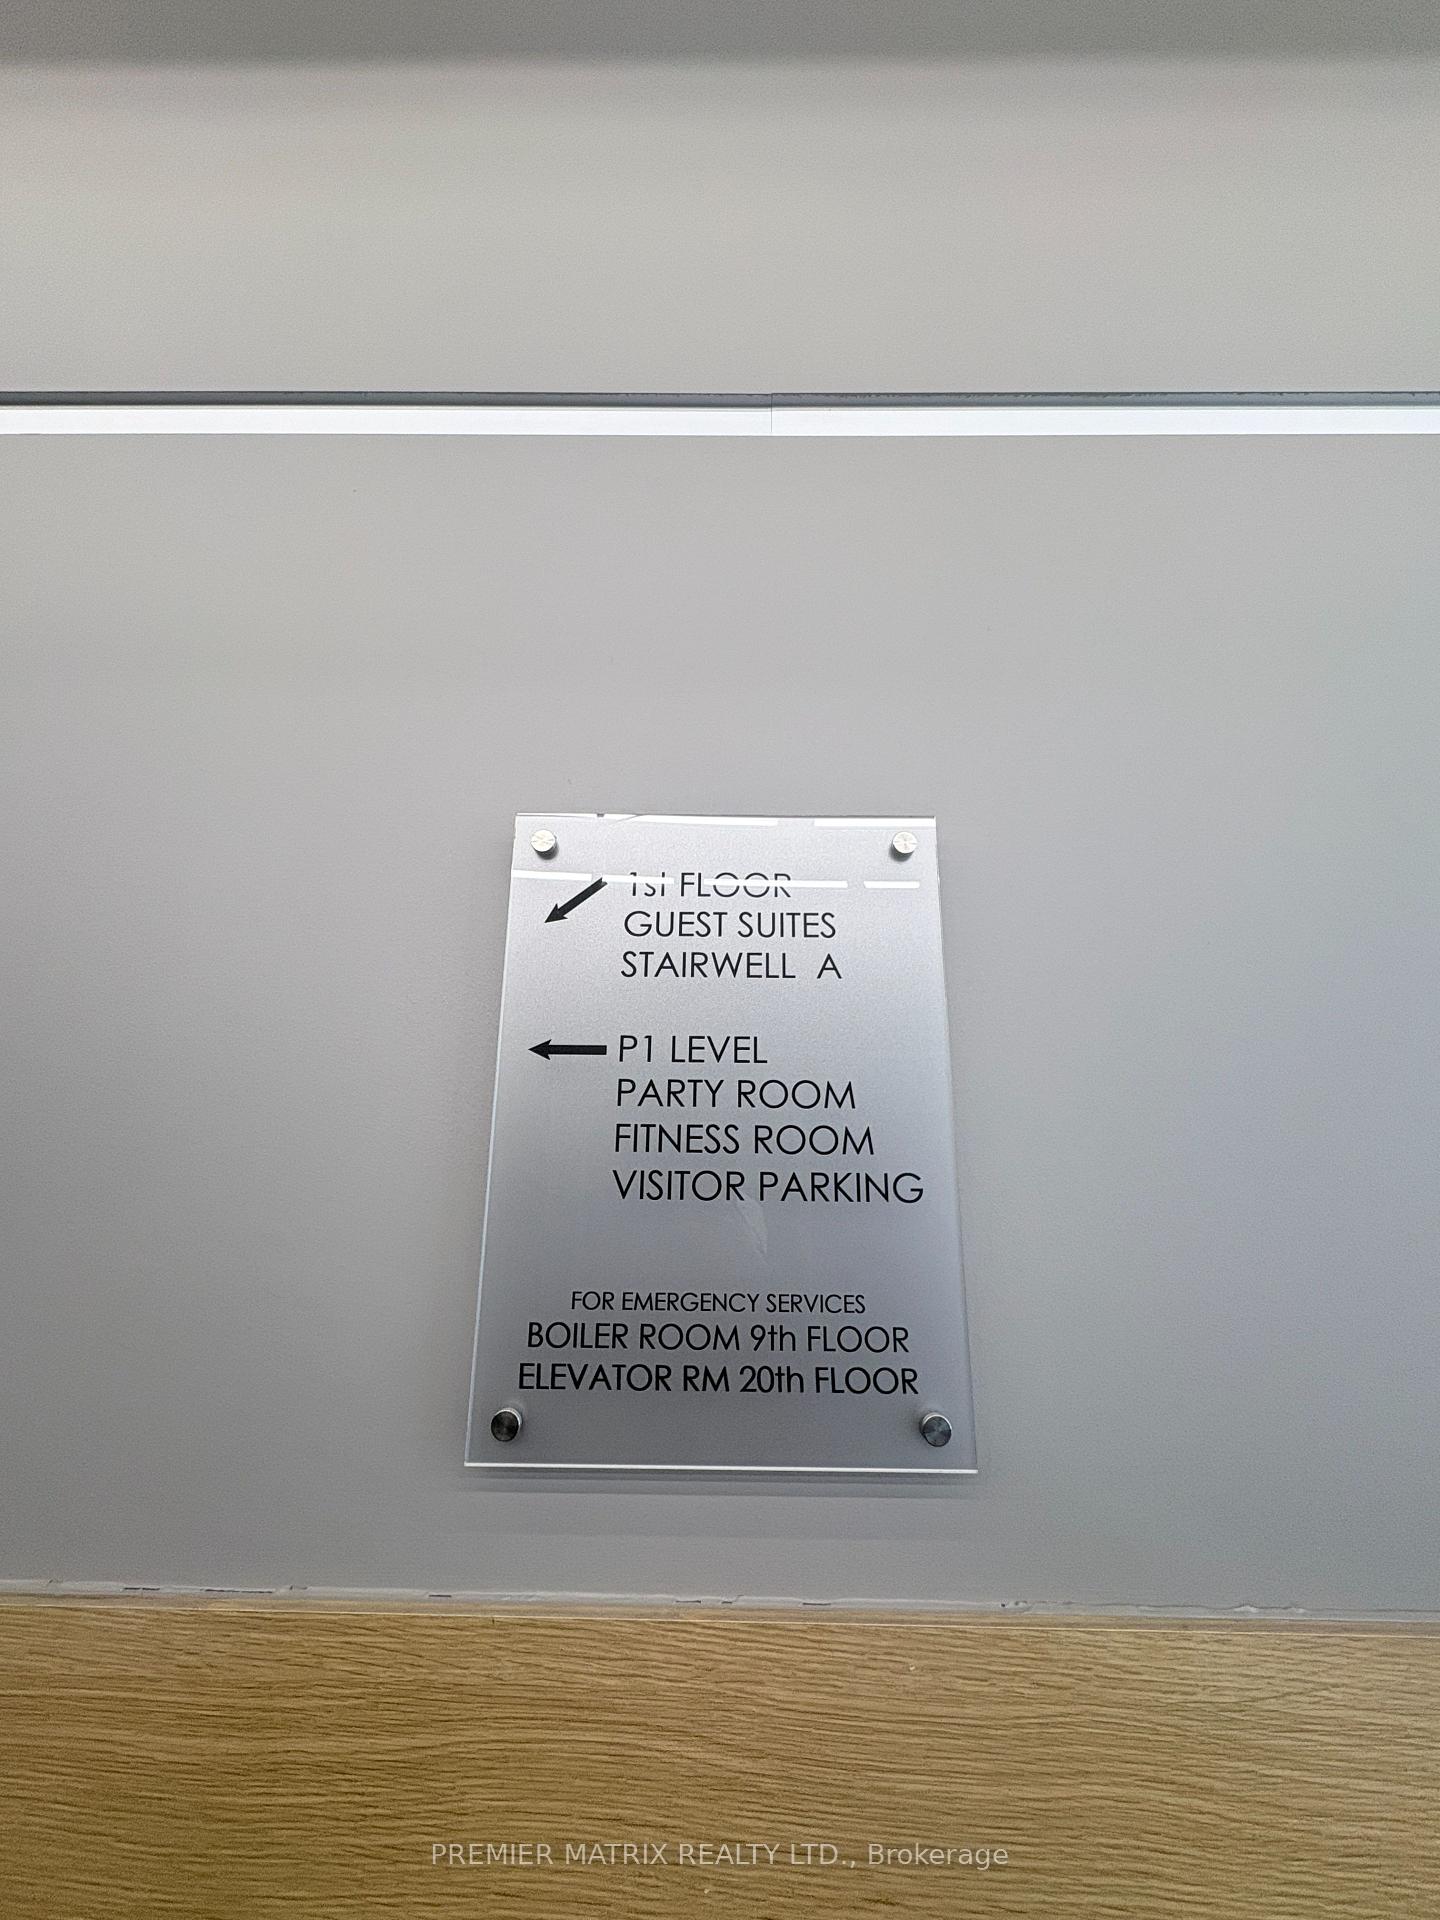 1st FLOOR
GUEST SUITES
STAIRWELL A
P1 LEVEL
PARTY ROOM
FITNESS ROOM
VISITOR PARKING
FOR EMERGENCY SERVICES
BOILER ROOM 9th FLOOR
ELEVATOR RM 20th FLOOR
PREMIER MATRIX REALTY LTD., Brokerage